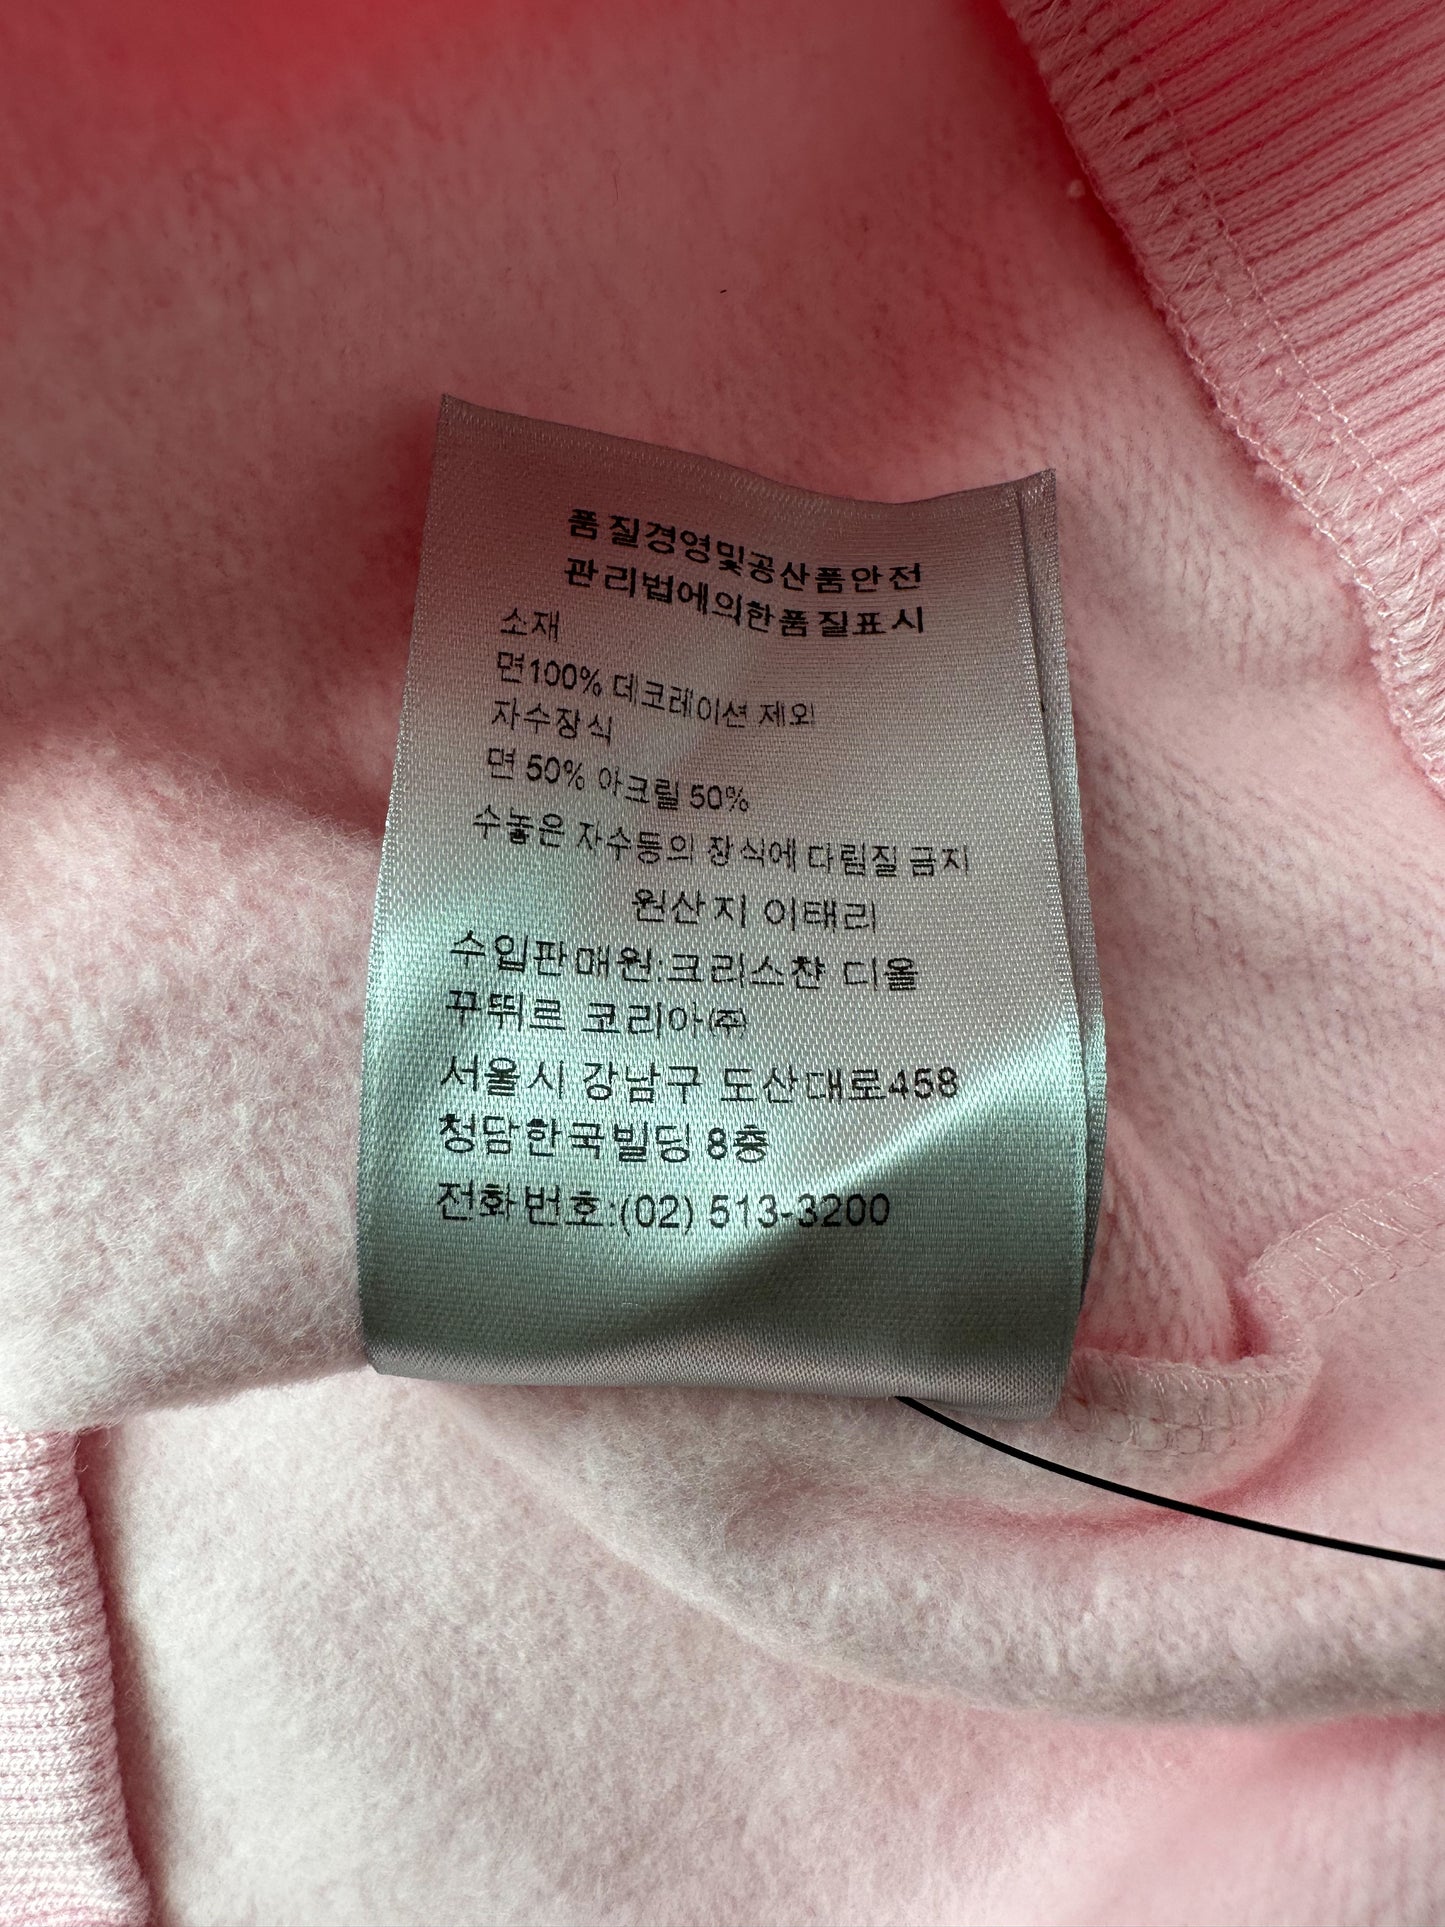 품질경영및공산품안전
관리법에의한품질표시
소재
면100% 데크레이션 제외
자수장식
면 50% 아크릴 50%
수놓은 자수등의 장식에 다림질 금지
원산지 이태리
수입판매원:크리스챤 디올
꾸뛰르 코리아㈜
서울시 강남구 도산대로458
청담한국빌딩 8층
전화번호:(02) 513-3200